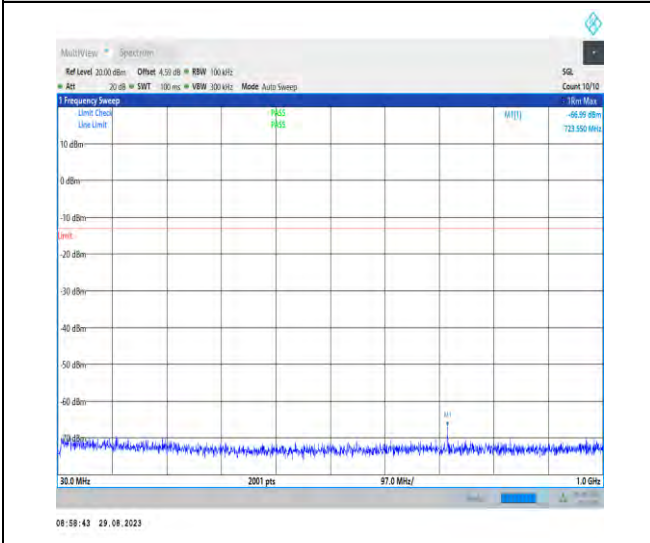 MultiView Spectrum
Ref Level 20.00 dBm Offset 4.59 dB RBW 100 kHz SGL
Att 20 dB SWT 100 ms VBW 300 kHz Mode Auto Sweep Count 10/10
1 Frequency Sweep 1Rm Max
Limit Check PASS M1[1] -66.99 dBm
Line Limit PASS 723.550 MHz
10 dBm
0 dBm
-10 dBm
Limit
-20 dBm
-30 dBm
-40 dBm
-50 dBm
-60 dBm
M1
-70 dBm
30.0 MHz 2001 pts 97.0 MHz/ 1.0 GHz
08:58:43 29.08.2023